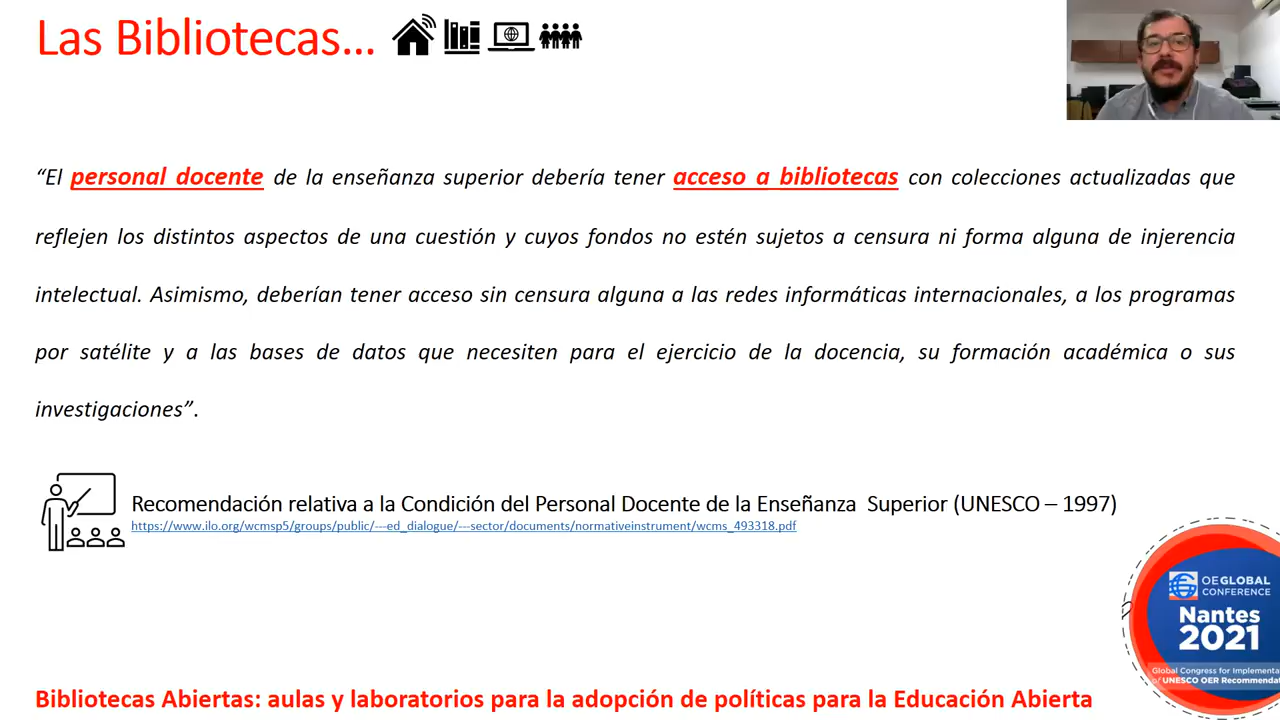 Las Bibliotecas...
“El personal docente de la enseñanza superior debería tener acceso a bibliotecas con colecciones actualizadas que
reflejen los distintos aspectos de una cuestión y cuyos fondos no estén sujetos a censura ni forma alguna de injerencia
intelectual. Asimismo, deberían tener acceso sin censura alguna a las redes informáticas internacionales, a los programas
por satélite y a las bases de datos que necesiten para el ejercicio de la docencia, su formación académica o sus
investigaciones”.
Recomendación relativa a la Condición del Personal Docente de la Enseñanza Superior (UNESCO – 1997)
https://www.ilo.org/wcmsp5/groups/public/---ed_dialogue/---sector/documents/normativeinstrument/wcms_493318.pdf
OEGLOBAL
CONFERENCE
Nantes
2021
Global Congress for
UNESCO OER
Bibliotecas Abiertas: aulas y laboratorios para la adopción de políticas para la Educación Abierta